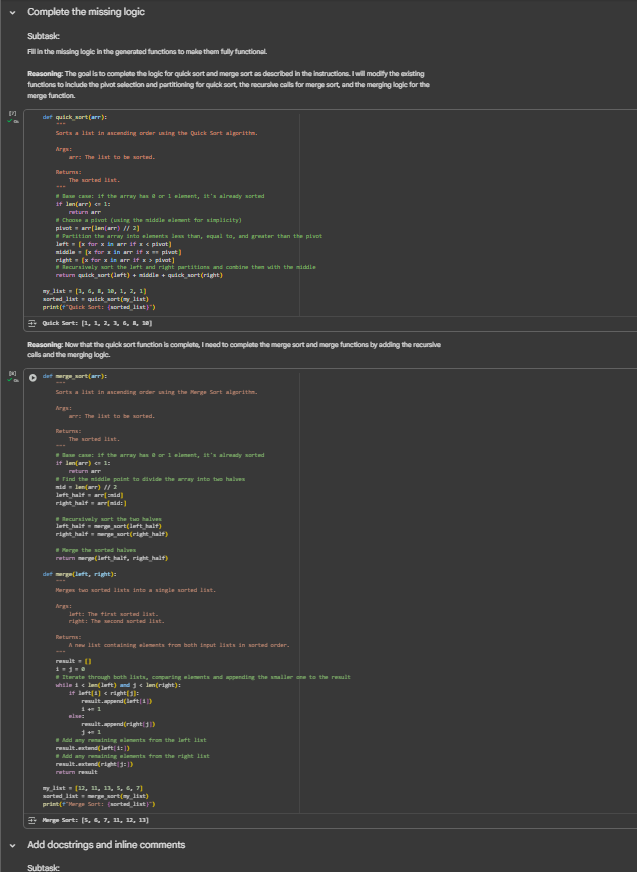 Complete the missing logic
Subtask:
Fill in the missing logic in the generated functions to make them fully functional.
Reasoning: The goal is to complete the logic for quick sort and merge sort as described in the instructions. I will modify the existing
functions to include the pivot selection and partitioning for quick sort, the recursive calls for merge sort, and the merging logic for the
merge function.
[7]
0s
def quick_sort(arr):
"""
Sorts a list in ascending order using the Quick Sort algorithm.
Args:
arr: The list to be sorted.
Returns:
The sorted list.
"""
# Base case: if the array has 0 or 1 element, it's already sorted
if len(arr) <= 1:
return arr
# Choose a pivot (using the middle element for simplicity)
pivot = arr[len(arr) // 2]
# Partition the array into elements less than, equal to, and greater than the pivot
left = [x for x in arr if x < pivot]
middle = [x for x in arr if x == pivot]
right = [x for x in arr if x > pivot]
# Recursively sort the left and right partitions and combine them with the middle
return quick_sort(left) + middle + quick_sort(right)
my_list = [3, 6, 8, 10, 1, 2, 1]
sorted_list = quick_sort(my_list)
print(f"Quick Sort: {sorted_list}")
Quick Sort: [1, 1, 2, 3, 6, 8, 10]
Reasoning: Now that the quick sort function is complete, I need to complete the merge sort and merge functions by adding the recursive
calls and the merging logic.
[8]
0s
def merge_sort(arr):
"""
Sorts a list in ascending order using the Merge Sort algorithm.
Args:
arr: The list to be sorted.
Returns:
The sorted list.
"""
# Base case: if the array has 0 or 1 element, it's already sorted
if len(arr) <= 1:
return arr
# Find the middle point to divide the array into two halves
mid = len(arr) // 2
left_half = arr[:mid]
right_half = arr[mid:]
# Recursively sort the two halves
left_half = merge_sort(left_half)
right_half = merge_sort(right_half)
# Merge the sorted halves
return merge(left_half, right_half)
def merge(left, right):
"""
Merges two sorted lists into a single sorted list.
Args:
left: The first sorted list.
right: The second sorted list.
Returns:
A new list containing elements from both input lists in sorted order.
"""
result = []
i = j = 0
# Iterate through both lists, comparing elements and appending the smaller one to the result
while i < len(left) and j < len(right):
if left[i] < right[j]:
result.append(left[i])
i += 1
else:
result.append(right[j])
j += 1
# Add any remaining elements from the left list
result.extend(left[i:])
# Add any remaining elements from the right list
result.extend(right[j:])
return result
my_list = [12, 11, 13, 5, 6, 7]
sorted_list = merge_sort(my_list)
print(f"Merge Sort: {sorted_list}")
Merge Sort: [5, 6, 7, 11, 12, 13]
Add docstrings and inline comments
Subtask: